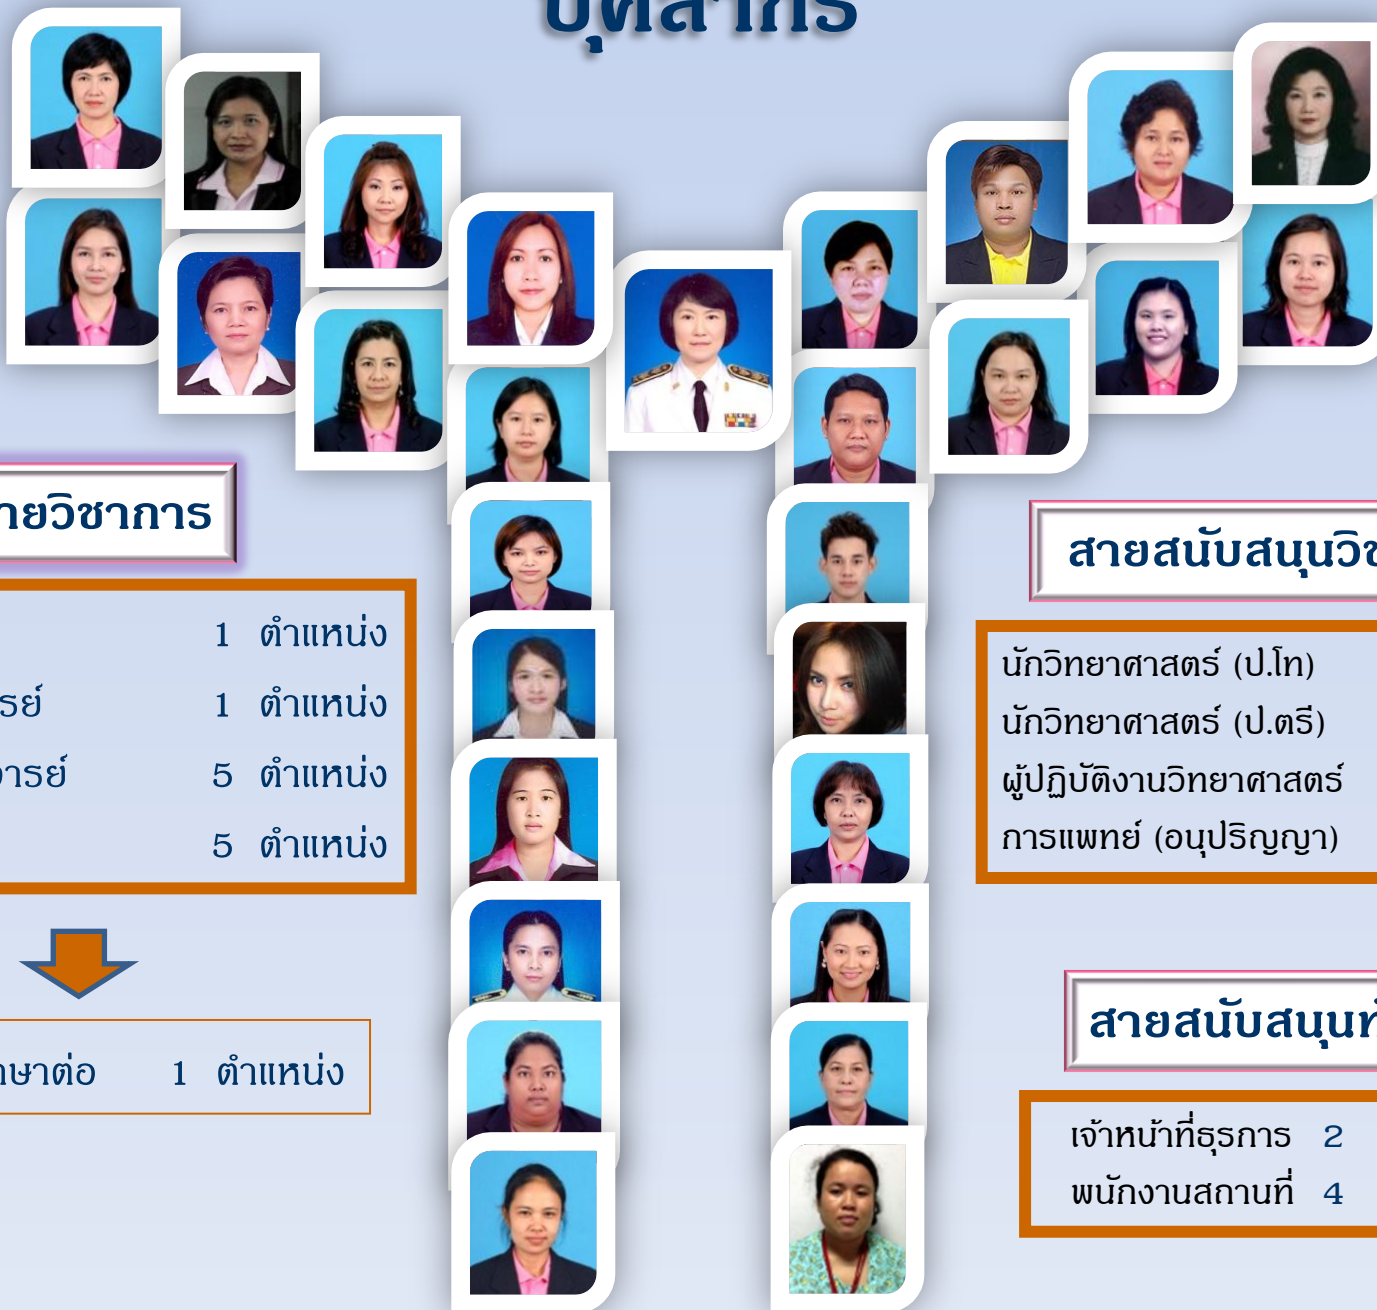 บุคลากร
ายวิชาการ
1 ตำแหน่ง
รย์ 1 ตำแหน่ง
ารย์ 5 ตำแหน่ง
5 ตำแหน่ง
าษาต่อ 1 ตำแหน่ง
สายสนับสนุนวิช
นักวิทยาศาสตร์ (ป.โท)
นักวิทยาศาสตร์ (ป.ตรี)
ผู้ปฏิบัติงานวิทยาศาสตร์
การแพทย์ (อนุปริญญา)
สายสนับสนุนท
เจ้าหน้าที่ธุรการ 2
พนักงานสถานที่ 4